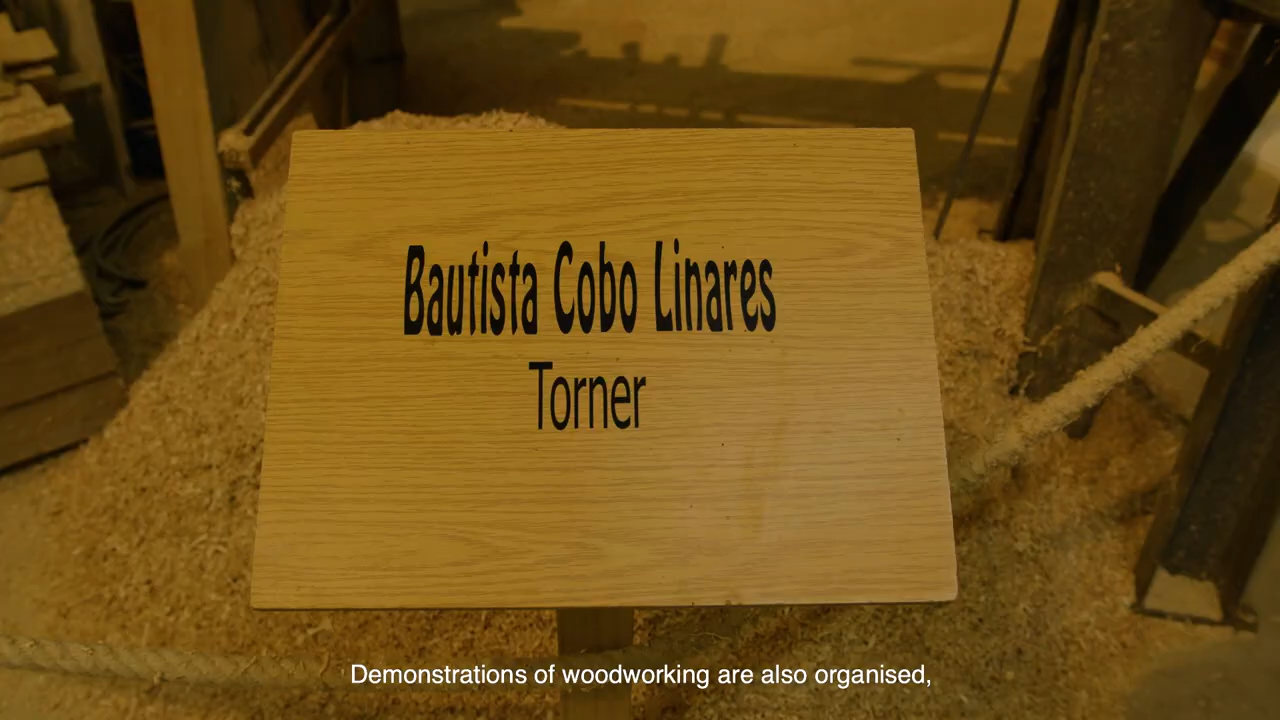 Bautista Cobo Linares
Torner
Demonstrations of woodworking are also organised,